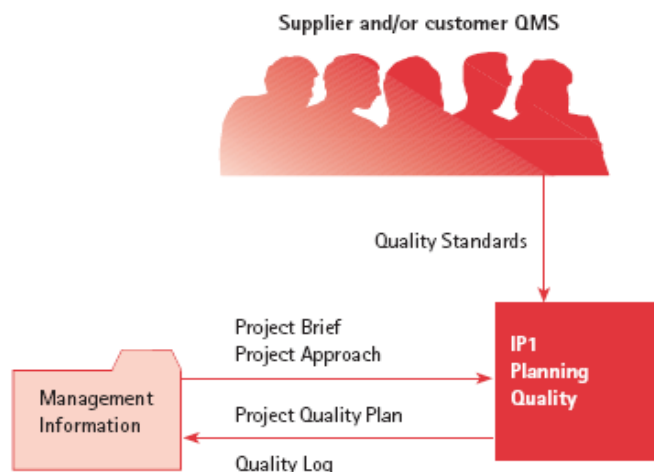 Supplier and/or customer QMS
Quality Standards
Project Brief
Project Approach
IP1
Planning
Quality
Management
Information
Project Quality Plan
Quality Log